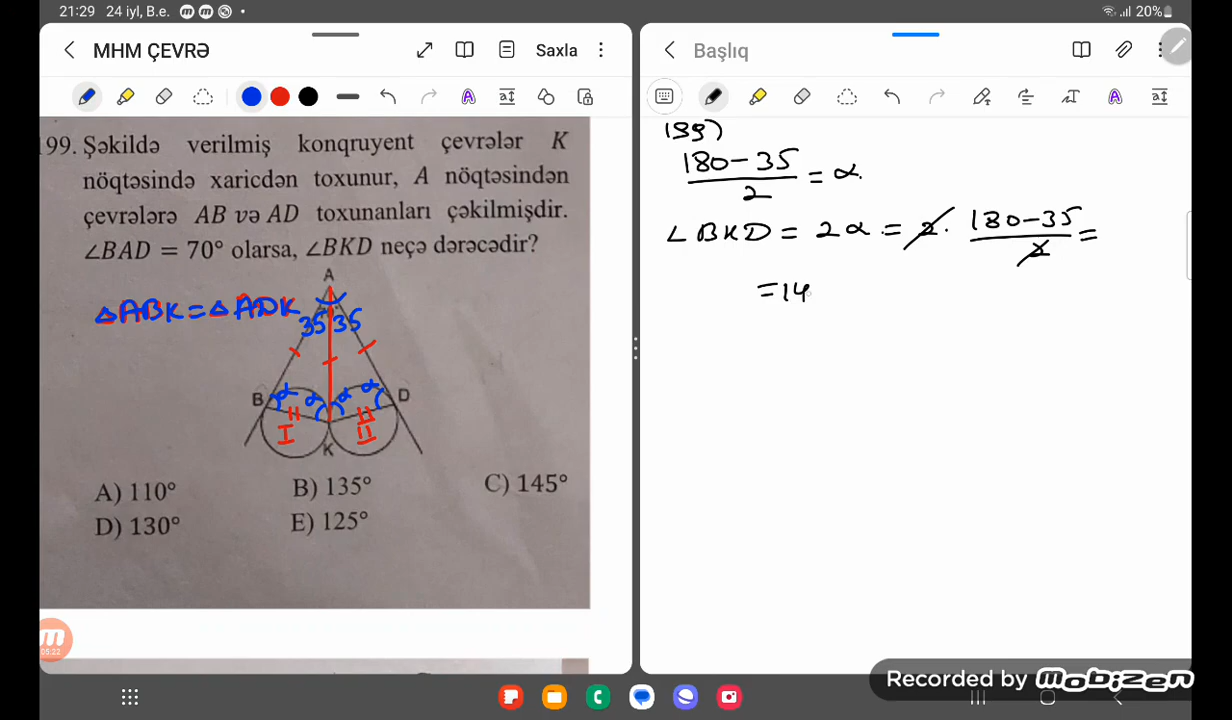 21:29 24 iyl, B.e. 20%
MHM ÇEVRƏ Saxla
Başlıq
199. Şəkildə verilmiş konqruyent çevrələr K
nöqtəsində xaricdən toxunur, A nöqtəsindən
çevrələrə AB və AD toxunanları çəkilmişdir.
∠BAD = 70° olarsa, ∠BKD neçə dərəcədir?
A
△ABK = △ADK
35 35
α α α α
B D
I II
K
A) 110° B) 135° C) 145°
D) 130° E) 125°
05:22
199)
(180-35)/2 = α.
∠BKD = 2α = 2 · (180-35)/2 =
=14
Recorded by mobizen